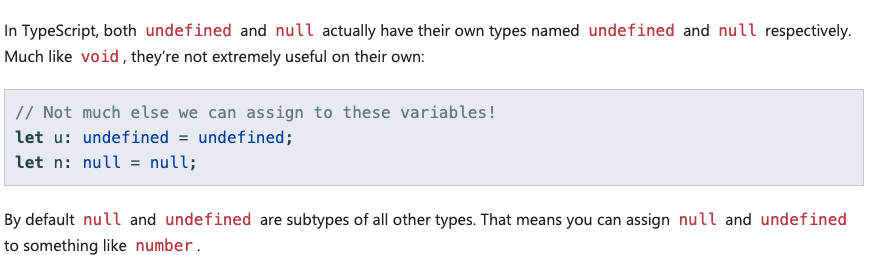 In TypeScript, both undefined and null actually have their own types named undefined and null respectively.
Much like void, they’re not extremely useful on their own:
// Not much else we can assign to these variables!
let u: undefined = undefined;
let n: null = null;
By default null and undefined are subtypes of all other types. That means you can assign null and undefined
to something like number.